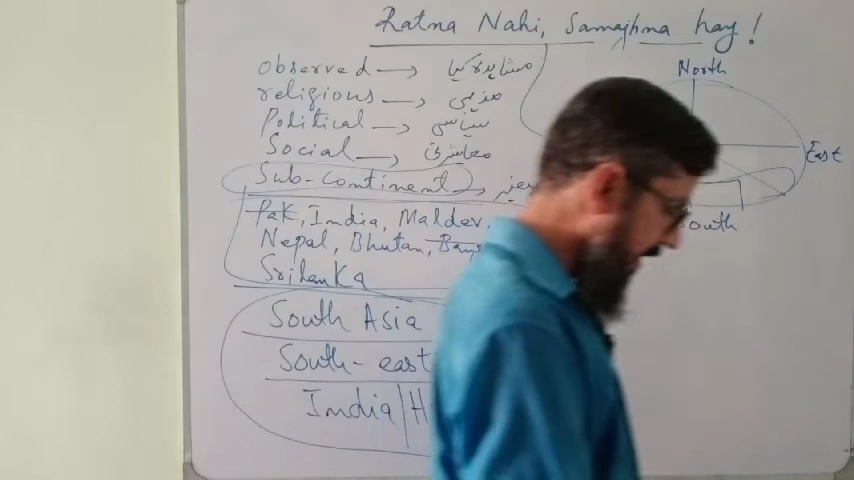 Ratna Nahi, Samajhna hay!
observed → مشاہدہ کیا
religious → مذہبی
Political → سیاسی
Social → معاشرتی
Sub-Continent →
Pak, India, Maldev,
Nepal, Bhutan,
Srilanka
South Asia
South-east
India/H
North
East
South